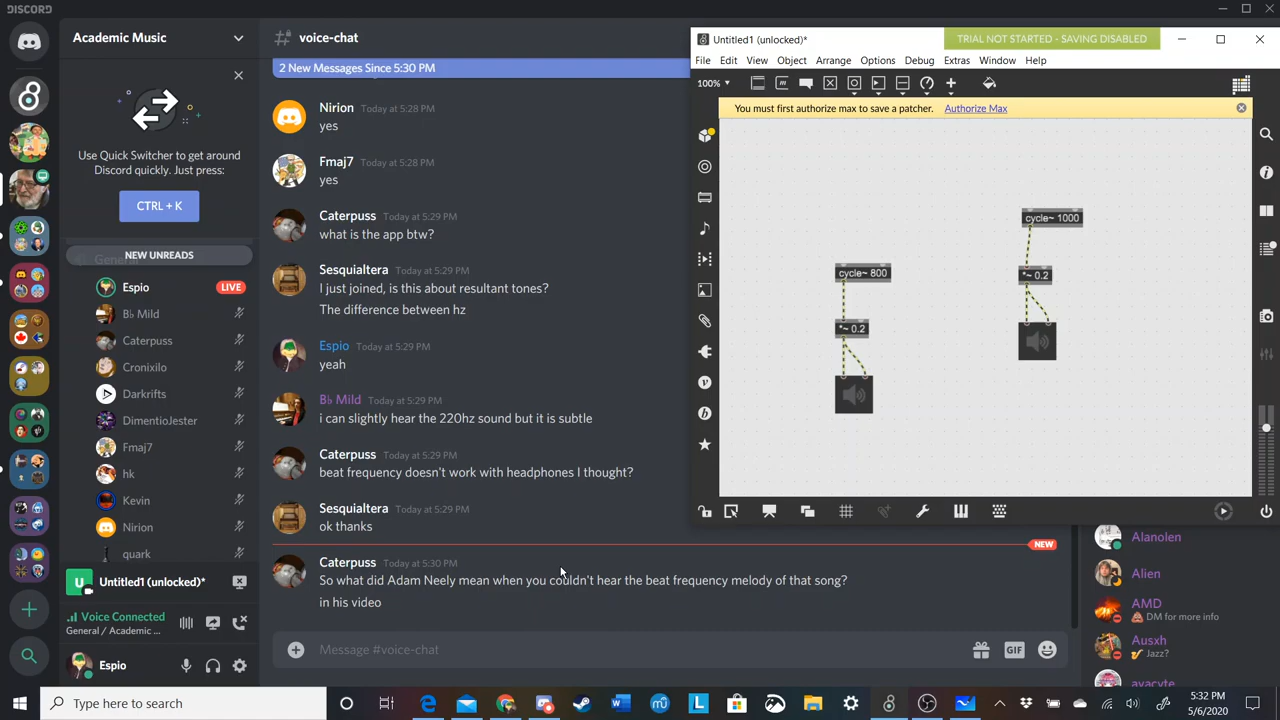 DISCORD
Academic Music
Use Quick Switcher to get around
Discord quickly. Just press:
CTRL + K
NEW UNREADS
General
Espio
LIVE
B♭ Mild
Caterpuss
Cronixilo
Darkrifts
DimentioJester
Fmaj7
hk
Kevin
Nirion
quark
Untitled1 (unlocked)*
Voice Connected
General / Academic ...
Espio
voice-chat
2 New Messages Since 5:30 PM
Nirion Today at 5:28 PM
yes
Fmaj7 Today at 5:28 PM
yes
Caterpuss Today at 5:29 PM
what is the app btw?
Sesquialtera Today at 5:29 PM
I just joined, is this about resultant tones?
The difference between hz
Espio Today at 5:29 PM
yeah
B♭ Mild Today at 5:29 PM
i can slightly hear the 220hz sound but it is subtle
Caterpuss Today at 5:29 PM
beat frequency doesn't work with headphones I thought?
Sesquialtera Today at 5:29 PM
ok thanks
NEW
Caterpuss Today at 5:30 PM
So what did Adam Neely mean when you couldn't hear the beat frequency melody of that song?
in his video
Message #voice-chat
GIF
Untitled1 (unlocked)*
TRIAL NOT STARTED - SAVING DISABLED
File Edit View Object Arrange Options Debug Extras Window Help
100%
You must first authorize max to save a patcher. Authorize Max
cycle~ 1000
*~ 0.2
cycle~ 800
*~ 0.2
Alanolen
Alien
AMD
DM for more info
Ausxh
Jazz?
avacyte
Type here to search
5:32 PM
5/6/2020